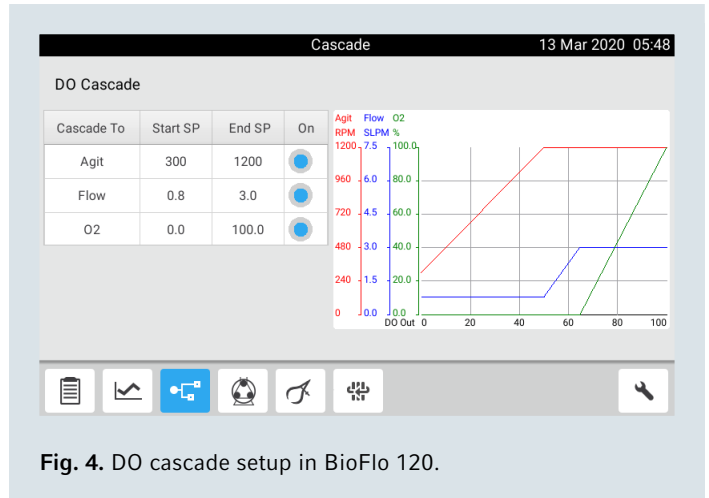 Cascade 13 Mar 2020 05:48
DO Cascade
Cascade To Start SP End SP On
Agit 300 1200
Flow 0.8 3.0
O2 0.0 100.0
Agit Flow O2
RPM SLPM %
1200 7.5 100.0
960 6.0 80.0
720 4.5 60.0
480 3.0 40.0
240 1.5 20.0
0 0.0 0.0
DO Out 0 20 40 60 80 100
Fig. 4. DO cascade setup in BioFlo 120.